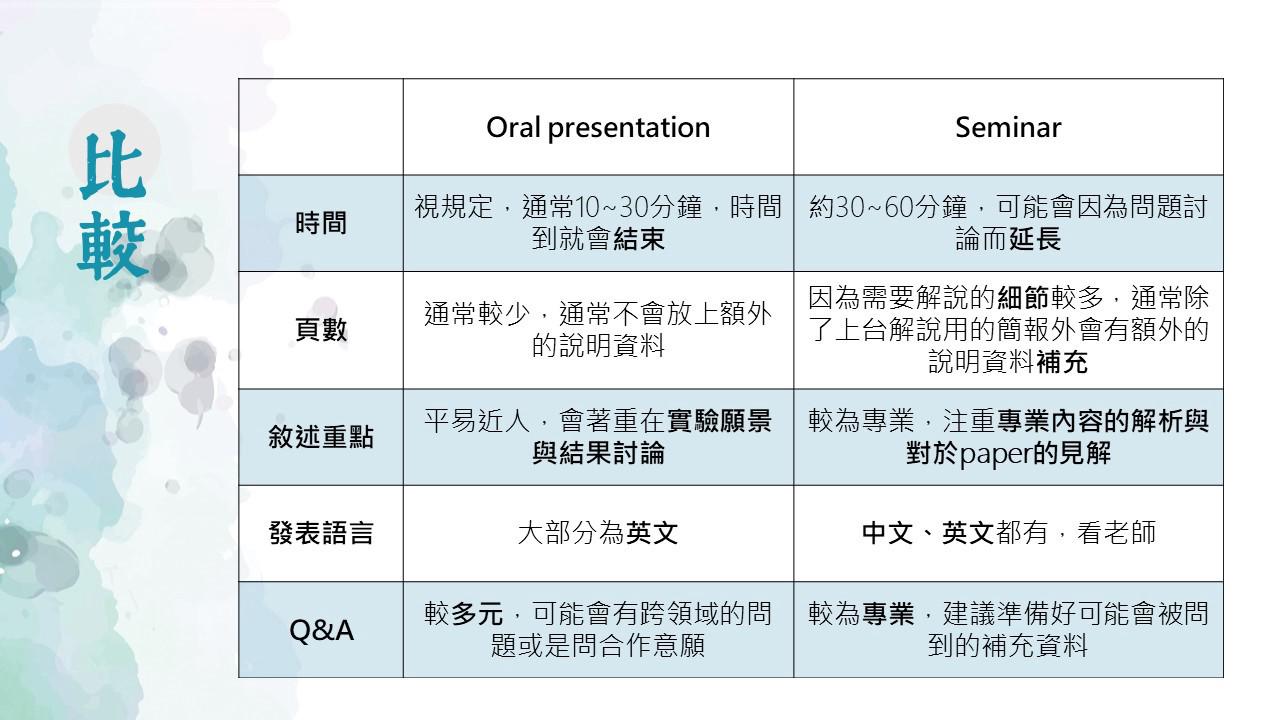 比較
Oral presentation
Seminar
時間
視規定，通常10~30分鐘，時間
到就會結束
約30~60分鐘，可能會因為問題討
論而延長
頁數
通常較少，通常不會放上額外
的說明資料
因為需要解說的細節較多，通常除
了上台解說用的簡報外會有額外的
說明資料補充
敘述重點
平易近人，會著重在實驗願景
與結果討論
較為專業，注重專業內容的解析與
對於paper的見解
發表語言
大部分為英文
中文、英文都有，看老師
Q&A
較多元，可能會有跨領域的問
題或是問合作意願
較為專業，建議準備好可能會被問
到的補充資料